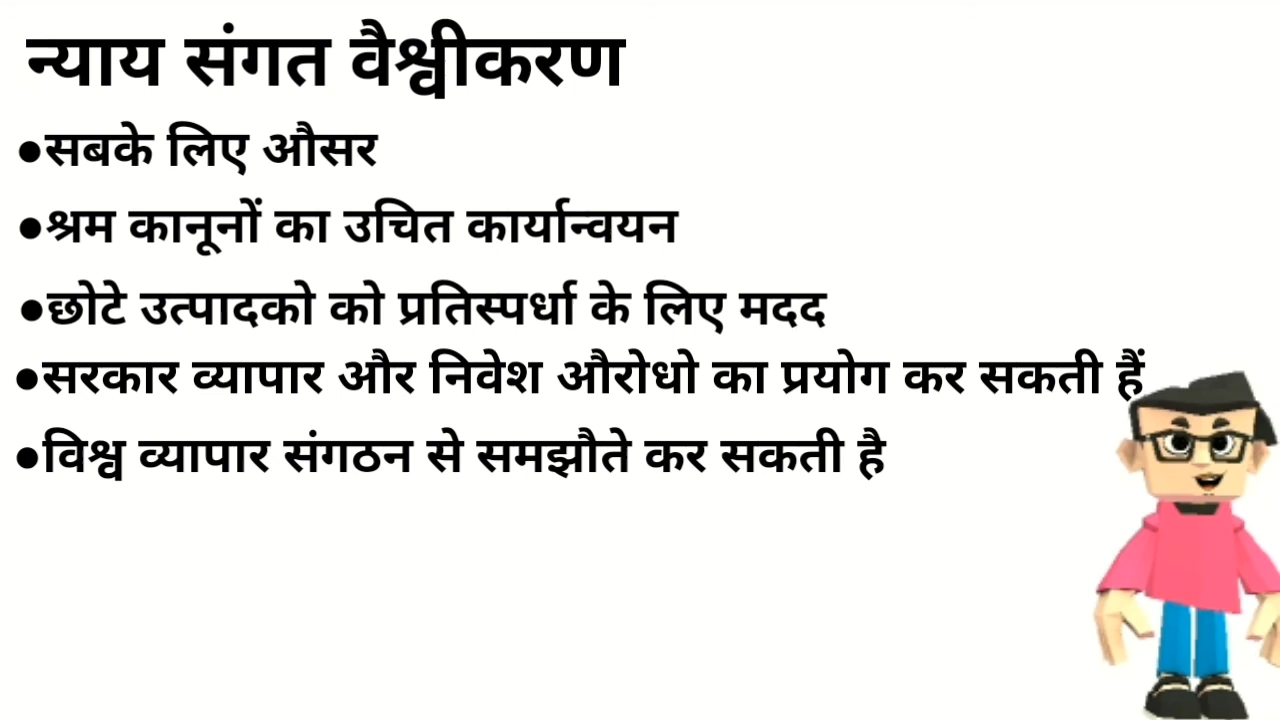 न्याय संगत वैश्वीकरण
●सबके लिए औसर
●श्रम कानूनों का उचित कार्यान्वयन
●छोटे उत्पादको को प्रतिस्पर्धा के लिए मदद
●सरकार व्यापार और निवेश औरोधो का प्रयोग कर सकती हैं
●विश्व व्यापार संगठन से समझौते कर सकती है